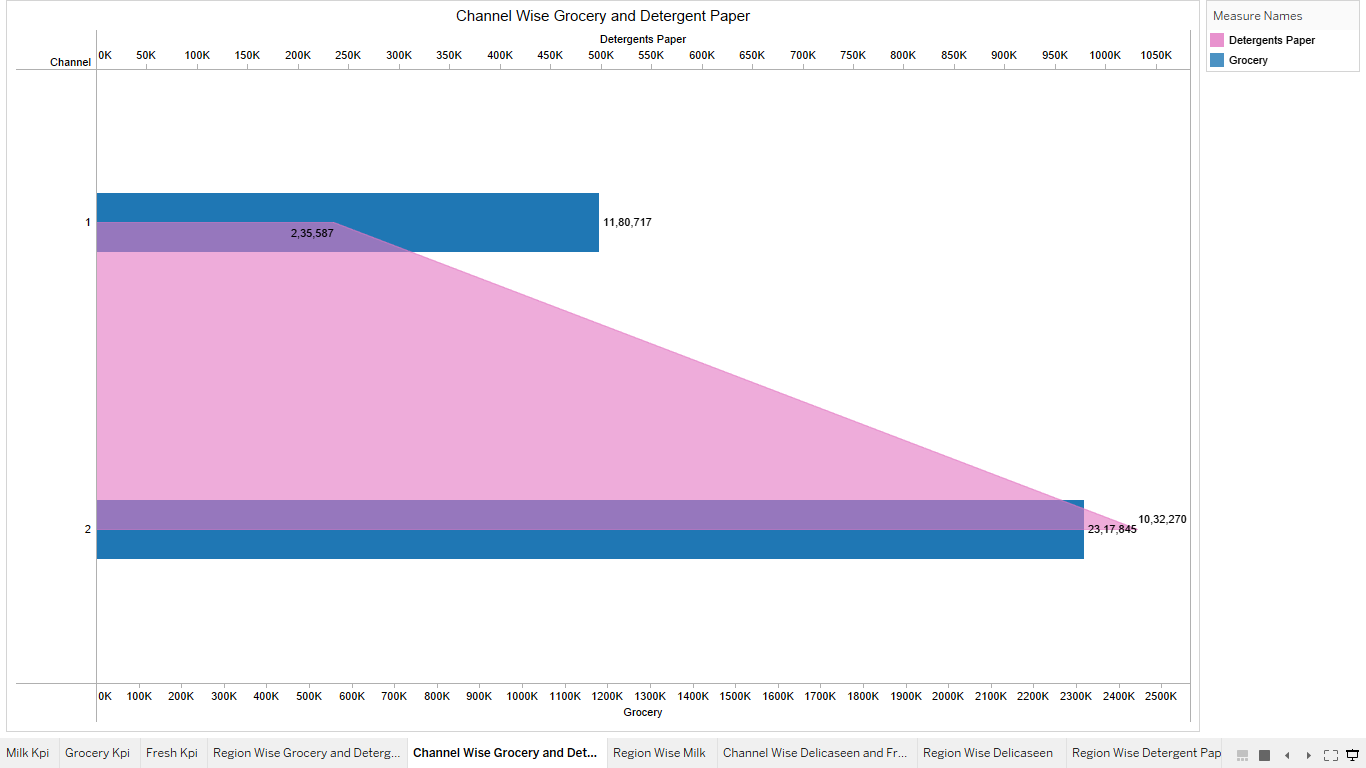 Channel Wise Grocery and Detergent Paper
Measure Names
Detergents Paper
Grocery
Detergents Paper
0K 50K 100K 150K 200K 250K 300K 350K 400K 450K 500K 550K 600K 650K 700K 750K 800K 850K 900K 950K 1000K 1050K
Channel
1
11,80,717
2,35,587
2
10,32,270
23,17,845
0K 100K 200K 300K 400K 500K 600K 700K 800K 900K 1000K 1100K 1200K 1300K 1400K 1500K 1600K 1700K 1800K 1900K 2000K 2100K 2200K 2300K 2400K 2500K
Grocery
Milk Kpi Grocery Kpi Fresh Kpi Region Wise Grocery and Deterg... Channel Wise Grocery and Det... Region Wise Milk Channel Wise Delicaseen and Fr... Region Wise Delicaseen Region Wise Detergent Pap